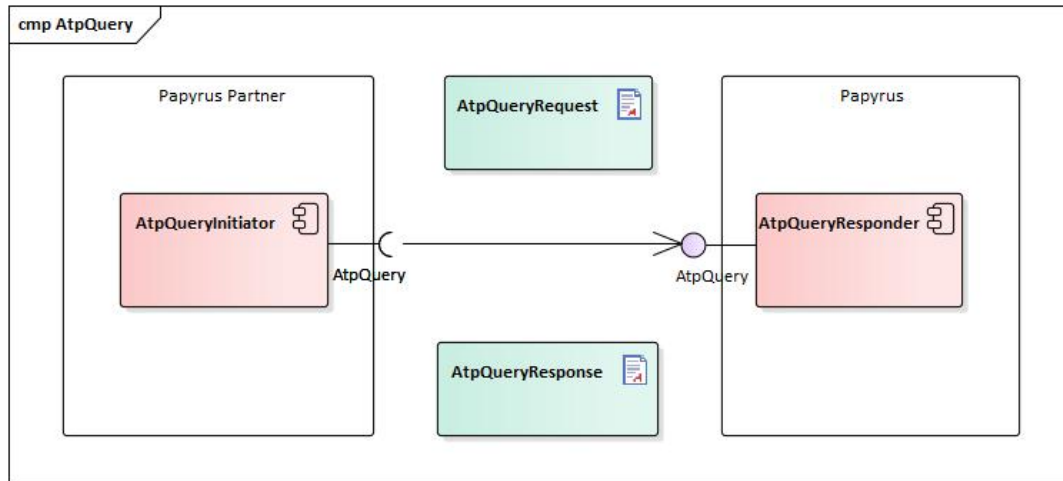 cmp AtpQuery
Papyrus Partner
AtpQueryRequest
Papyrus
AtpQueryInitiator
AtpQueryResponder
AtpQuery
AtpQuery
AtpQueryResponse